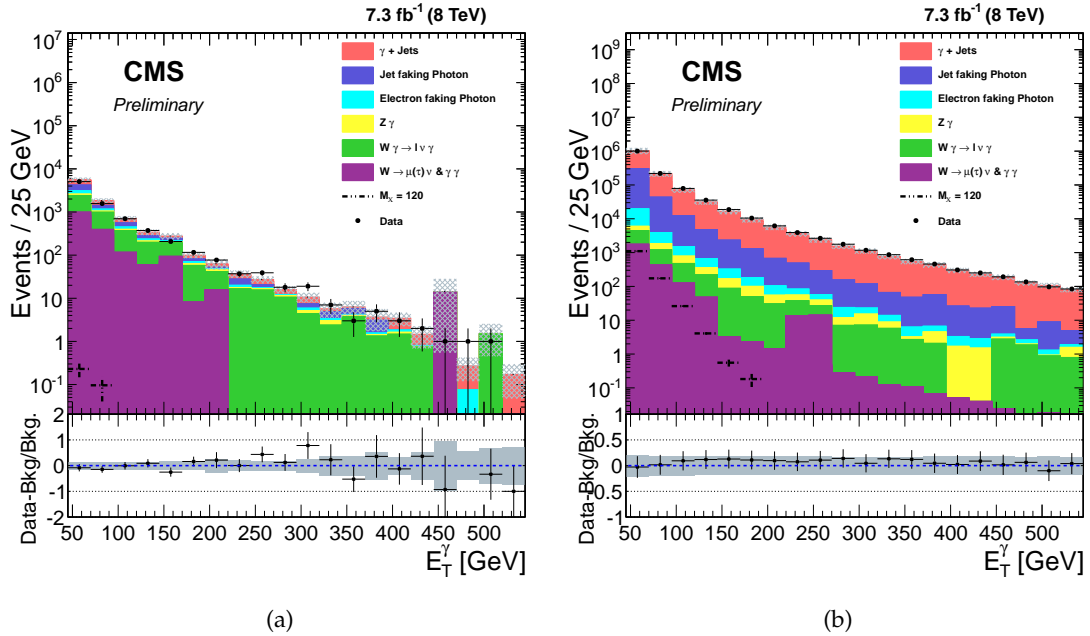 7.3 fb⁻¹ (8 TeV)
CMS
Preliminary
γ + Jets
Jet faking Photon
Electron faking Photon
Z γ
W γ → l ν γ
W → μ(τ) ν & γ γ
Mχ = 120
Data
Events / 25 GeV
10⁷
10⁶
10⁵
10⁴
10³
10²
10
1
10⁻¹
Data-Bkg/Bkg.
2
1
0
-1
-2
50 100 150 200 250 300 350 400 450 500
E_T^γ [GeV]
(a)
7.3 fb⁻¹ (8 TeV)
CMS
Preliminary
γ + Jets
Jet faking Photon
Electron faking Photon
Z γ
W γ → l ν γ
W → μ(τ) ν & γ γ
Mχ = 120
Data
Events / 25 GeV
10⁹
10⁸
10⁷
10⁶
10⁵
10⁴
10³
10²
10
1
10⁻¹
Data-Bkg/Bkg.
1
0.5
0
-0.5
-1
50 100 150 200 250 300 350 400 450 500
E_T^γ [GeV]
(b)